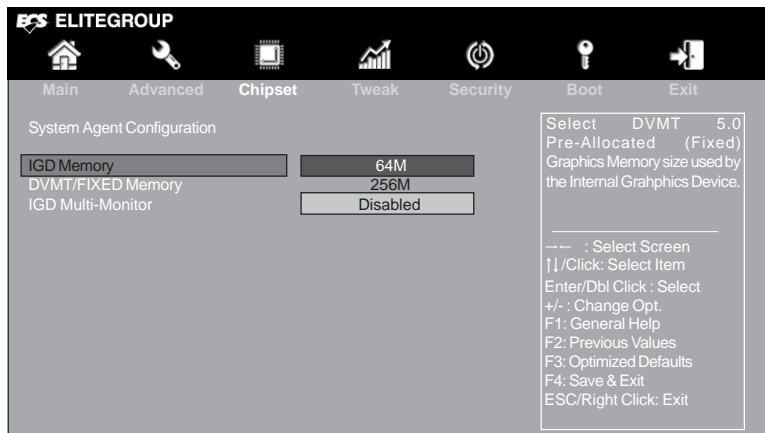 ECS ELITEGROUP
Main Advanced Chipset Tweak Security Boot Exit
System Agent Configuration
IGD Memory 64M
DVMT/FIXED Memory 256M
IGD Multi-Monitor Disabled
Select DVMT 5.0
Pre-Allocated (Fixed)
Graphics Memory size used by
the Internal Grahphics Device.
→← : Select Screen
↑↓/Click: Select Item
Enter/Dbl Click : Select
+/- : Change Opt.
F1: General Help
F2: Previous Values
F3: Optimized Defaults
F4: Save & Exit
ESC/Right Click: Exit